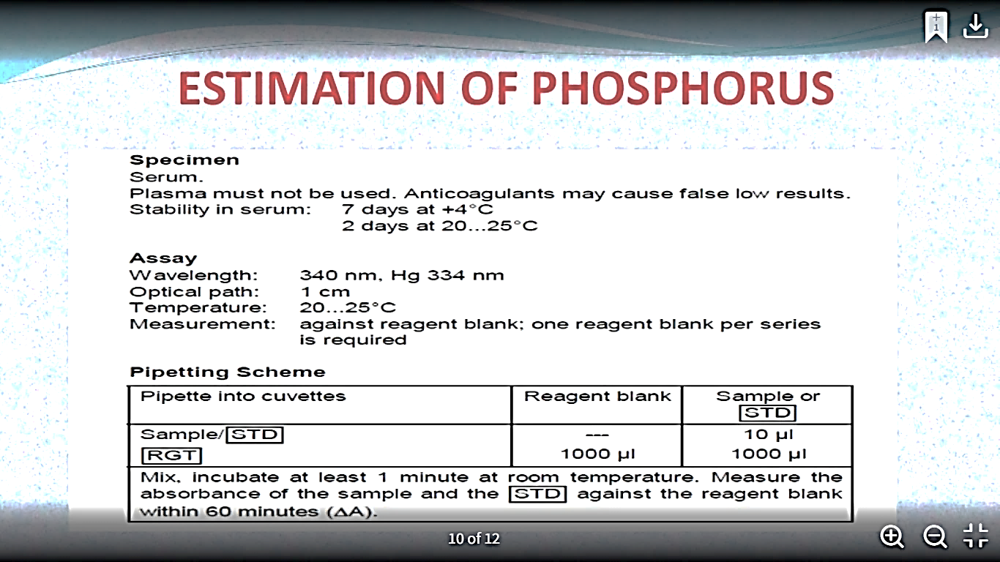 +
1
ESTIMATION OF PHOSPHORUS
Specimen
Serum.
Plasma must not be used. Anticoagulants may cause false low results.
Stability in serum: 7 days at +4°C
2 days at 20...25°C
Assay
Wavelength: 340 nm, Hg 334 nm
Optical path: 1 cm
Temperature: 20...25°C
Measurement: against reagent blank; one reagent blank per series
is required
Pipetting Scheme
Pipette into cuvettes Reagent blank Sample or
STD
Sample/STD --- 10 µl
RGT 1000 µl 1000 µl
Mix, incubate at least 1 minute at room temperature. Measure the
absorbance of the sample and the STD against the reagent blank
within 60 minutes (ΔA).
10 of 12